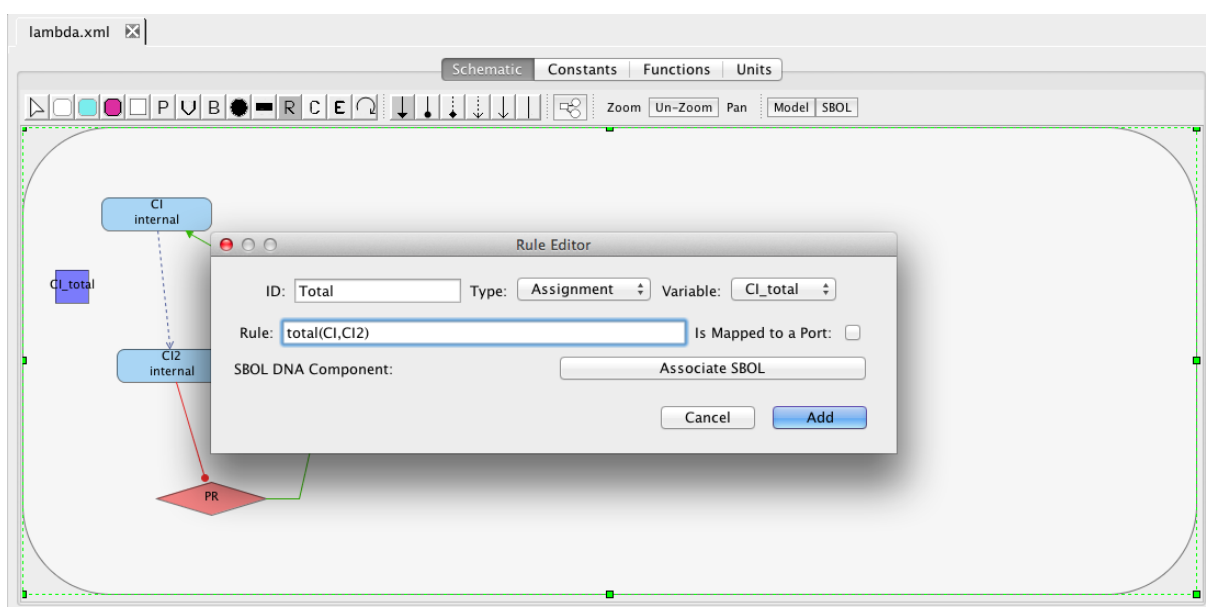 lambda.xml
Schematic Constants Functions Units
P V B R C E Zoom Un-Zoom Pan Model SBOL
CI
internal
Rule Editor
CI_total
ID: Total Type: Assignment Variable: CI_total
Rule: total(CI,CI2) Is Mapped to a Port:
CI2
internal
SBOL DNA Component: Associate SBOL
Cancel Add
PR